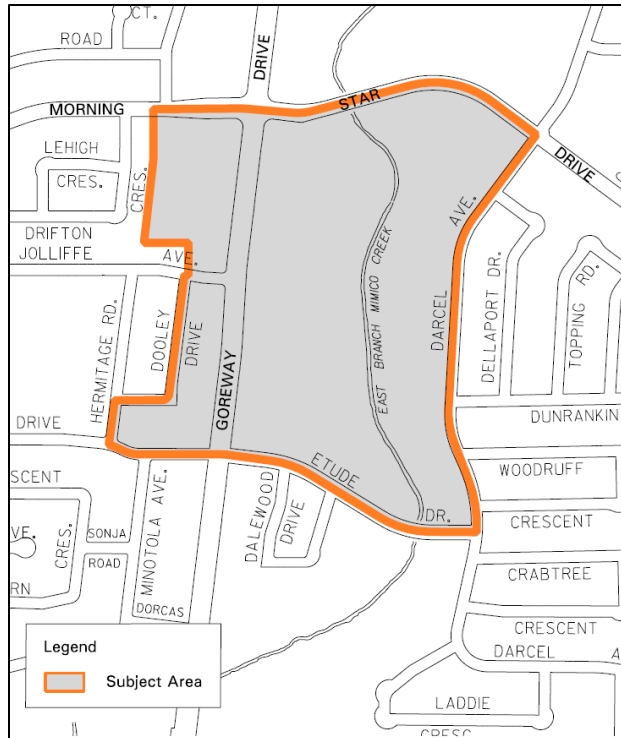 CT.
ROAD
DRIVE
MORNING
STAR
DRIVE
LEHIGH
CRES.
CRES.
DRIFTON
JOLLIFFE
AVE.
AVE.
DARCEL
EAST BRANCH MIMICO CREEK
DELLAPORT DR.
TOPPING RD.
HERMITAGE RD.
DOOLEY
DRIVE
GOREWAY
DRIVE
DUNRANKIN
ETUDE
DR.
WOODRUFF
CRESCENT
SCENT
MINOTOLA AVE.
DALEWOOD
DRIVE
VE.
CRES.
SONJA
ROAD
RN
DORCAS
CRABTREE
CRESCENT
DARCEL
A
LADDIE
CRESC
Legend
Subject Area